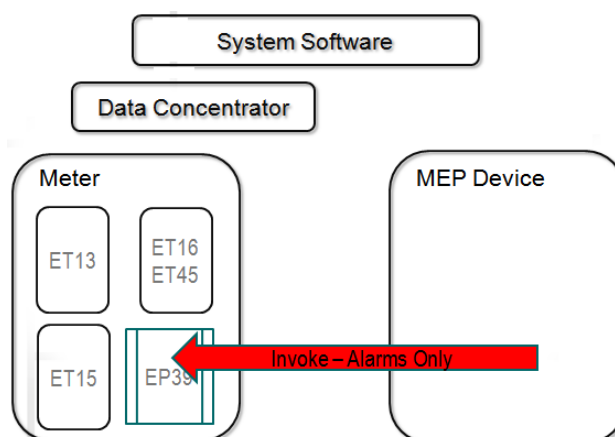 System Software
Data Concentrator
Meter
MEP Device
ET13
ET16
ET45
ET15
EP39
Invoke – Alarms Only